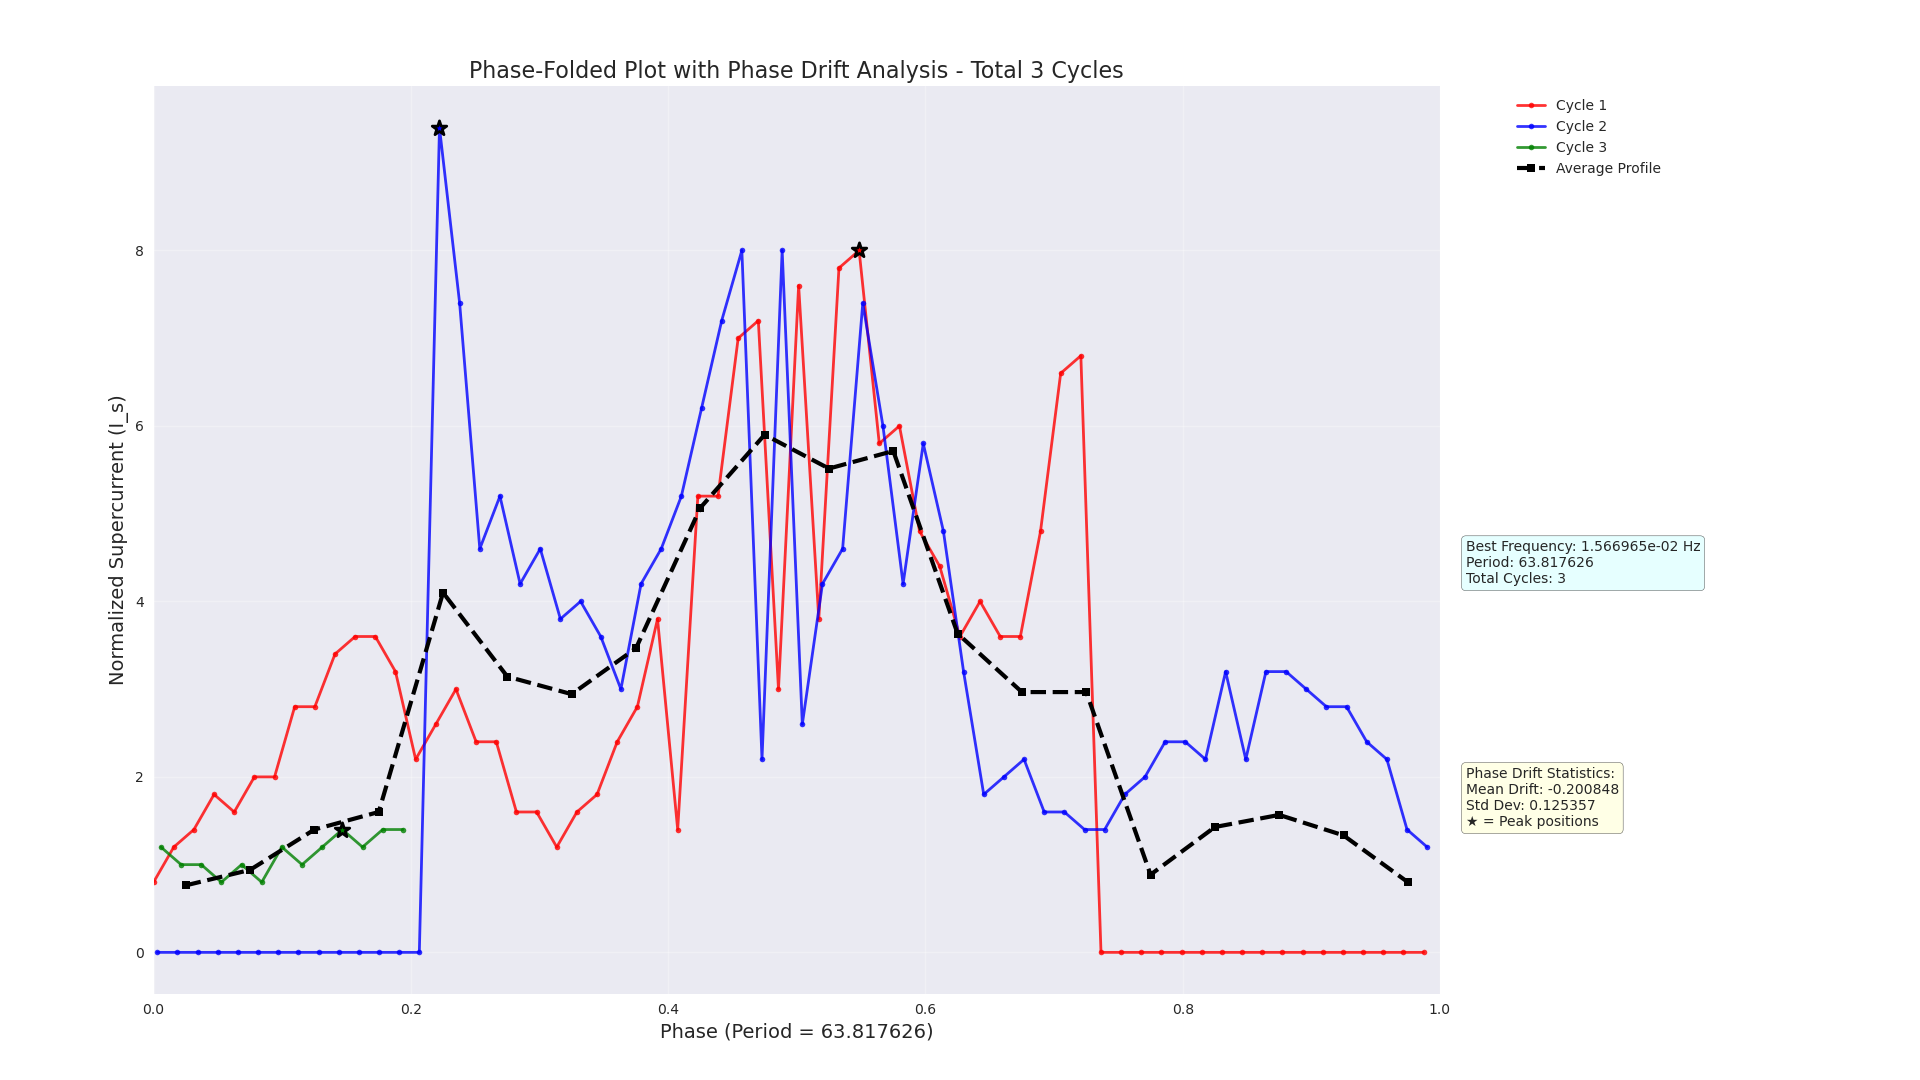 Phase-Folded Plot with Phase Drift Analysis - Total 3 Cycles
Cycle 1
Cycle 2
Cycle 3
Average Profile
Normalized Supercurrent (I_s)
8
6
4
2
0
0.0
0.2
0.4
0.6
0.8
1.0
Phase (Period = 63.817626)
Best Frequency: 1.566965e-02 Hz
Period: 63.817626
Total Cycles: 3
Phase Drift Statistics:
Mean Drift: -0.200848
Std Dev: 0.125357
★ = Peak positions